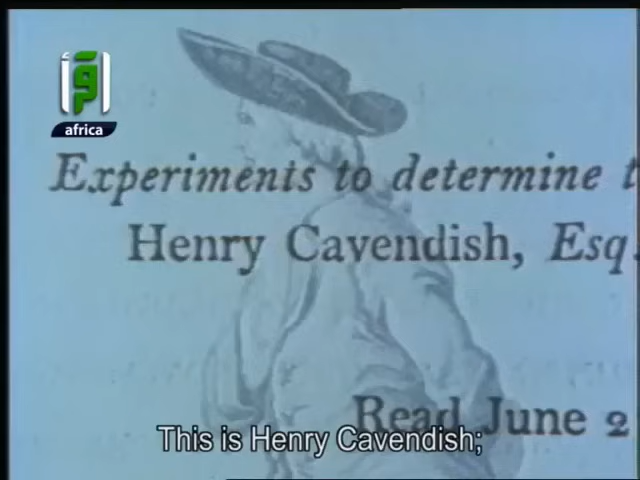 اقرأ
africa
Experiments to determine t
Henry Cavendish, Esq.
Read June 2
This is Henry Cavendish;